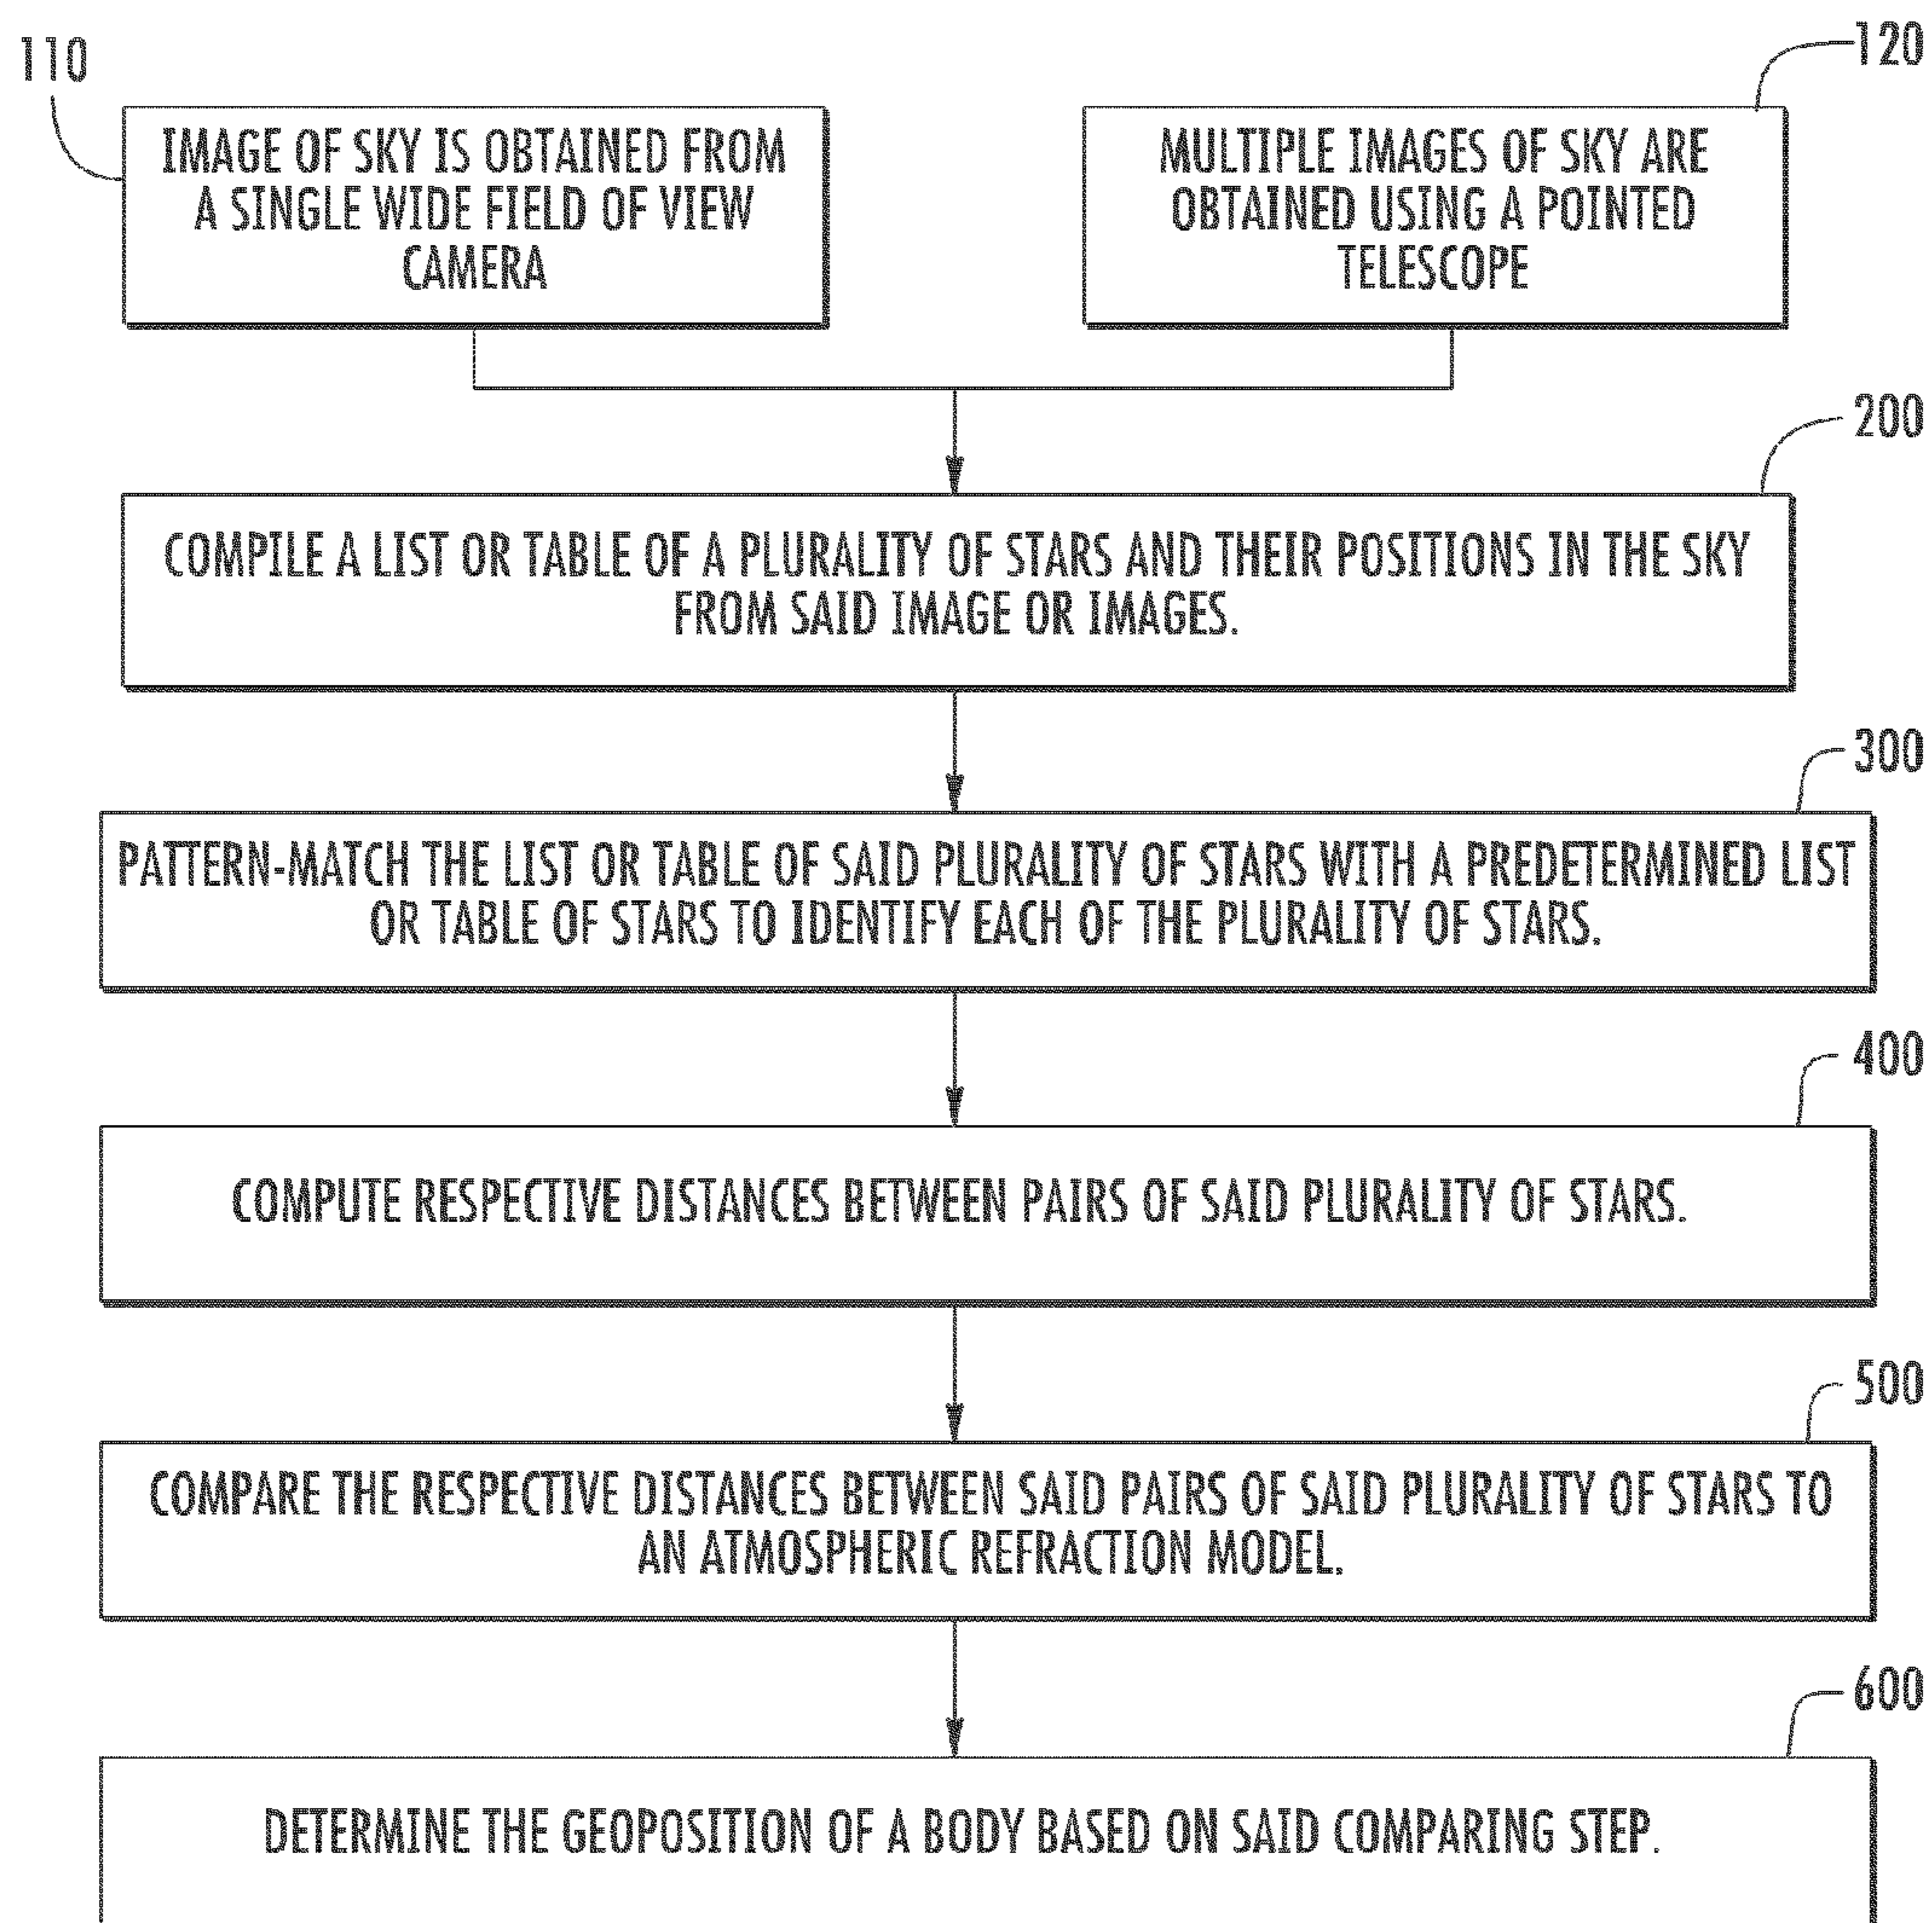 110
120
IMAGE OF SKY IS OBTAINED FROM
A SINGLE WIDE FIELD OF VIEW
CAMERA
MULTIPLE IMAGES OF SKY ARE
OBTAINED USING A POINTED
TELESCOPE
200
COMPILE A LIST OR TABLE OF A PLURALITY OF STARS AND THEIR POSITIONS IN THE SKY
FROM SAID IMAGE OR IMAGES.
300
PATTERN-MATCH THE LIST OR TABLE OF SAID PLURALITY OF STARS WITH A PREDETERMINED LIST
OR TABLE OF STARS TO IDENTIFY EACH OF THE PLURALITY OF STARS.
400
COMPUTE RESPECTIVE DISTANCES BETWEEN PAIRS OF SAID PLURALITY OF STARS.
500
COMPARE THE RESPECTIVE DISTANCES BETWEEN SAID PAIRS OF SAID PLURALITY OF STARS TO
AN ATMOSPHERIC REFRACTION MODEL.
600
DETERMINE THE GEOPOSITION OF A BODY BASED ON SAID COMPARING STEP.